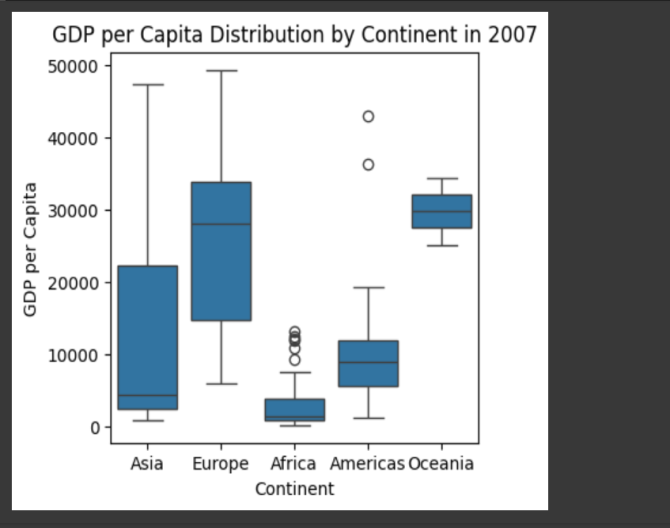 GDP per Capita Distribution by Continent in 2007
50000
40000
30000
20000
10000
0
GDP per Capita
Asia Europe Africa Americas Oceania
Continent